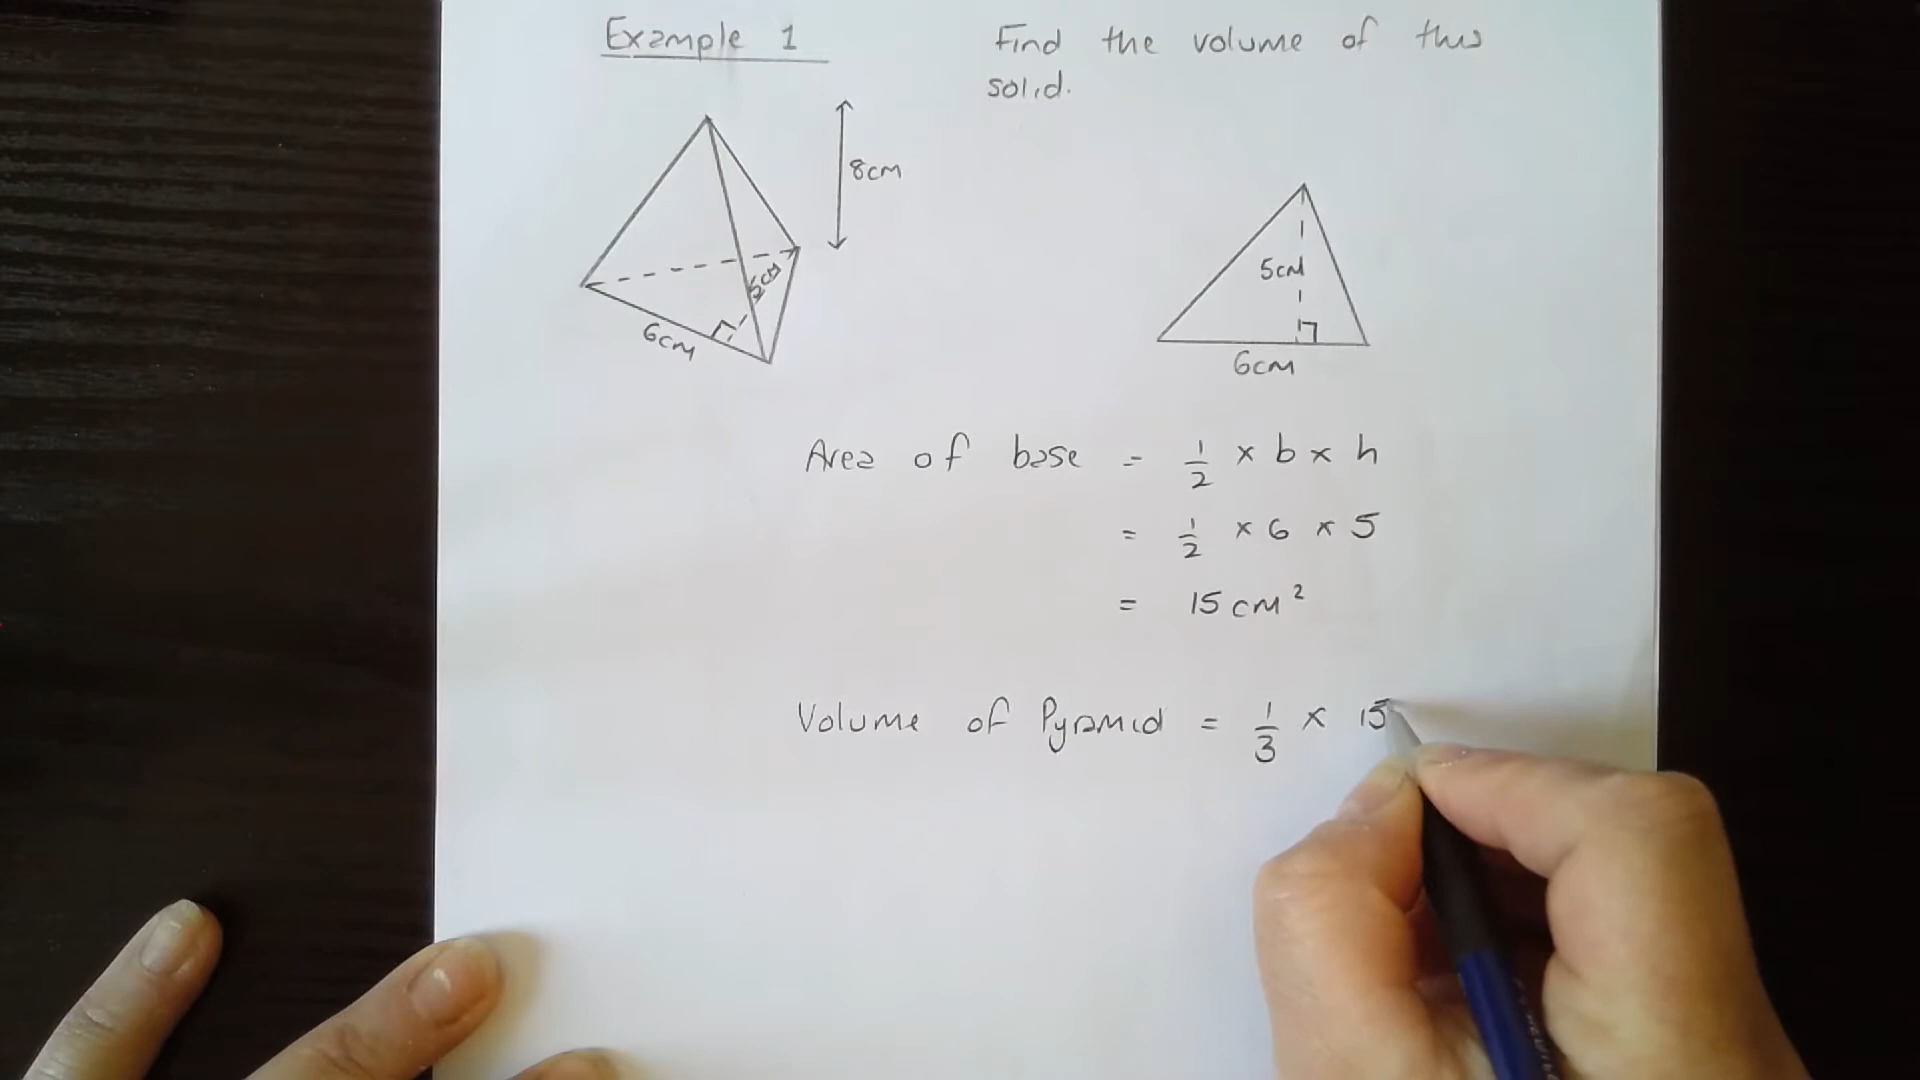 Example 1
Find the volume of this
solid.
8cm
5cm
6cm
5cm
6cm
Area of base = 1/2 × b × h
= 1/2 × 6 × 5
= 15 cm²
Volume of Pyramid = 1/3 × 15